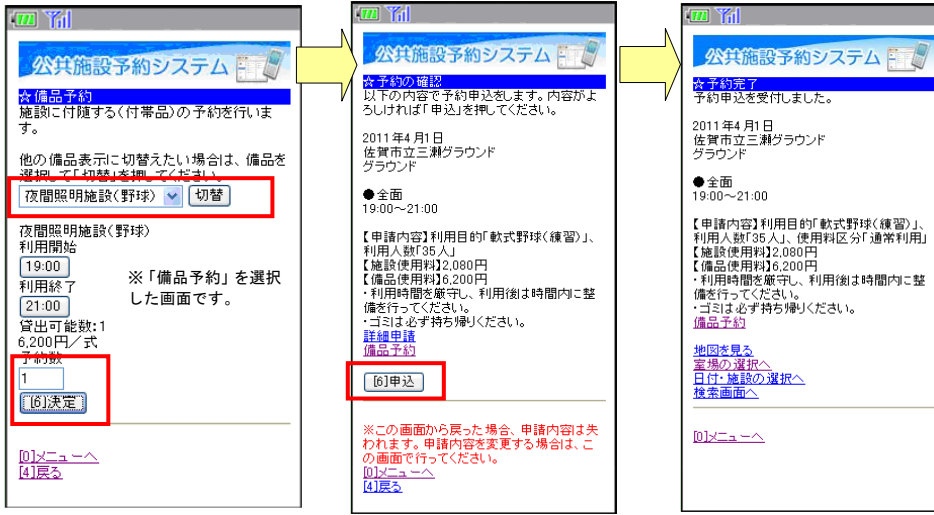 公共施設予約システム
☆備品予約
施設に付随する(付帯品)の予約を行いま
す。
他の備品表示に切替えたい場合は、備品を
選択して「切替」を押してください。
夜間照明施設(野球) 切替
夜間照明施設(野球)
利用開始
19:00
利用終了
21:00
貸出可能数:1
6,200円/式
予約数
1
[6]決定
[0]メニューへ
[4]戻る
※「備品予約」を選択
した画面です。
公共施設予約システム
☆予約の確認
以下の内容で予約申込をします。内容がよ
ろしければ「申込」を押してください。
2011年4月1日
佐賀市立三瀬グラウンド
グラウンド
●全面
19:00~21:00
【申請内容】利用目的「軟式野球(練習)」、
利用人数「35人」
【施設使用料】2,080円
【備品使用料】6,200円
・利用時間を厳守し、利用後は時間内に整
備を行ってください。
・ゴミは必ず持ち帰りください。
詳細申請
備品予約
[6]申込
※この画面から戻った場合、申請内容は失
われます。申請内容を変更する場合は、こ
の画面で行ってください。
[0]メニューへ
[4]戻る
公共施設予約システム
☆予約完了
予約申込を受付しました。
2011年4月1日
佐賀市立三瀬グラウンド
グラウンド
●全面
19:00~21:00
【申請内容】利用目的「軟式野球(練習)」、
利用人数「35人」、使用料区分「通常利用」
【施設使用料】2,080円
【備品使用料】6,200円
・利用時間を厳守し、利用後は時間内に整
備を行ってください。
・ゴミは必ず持ち帰りください。
備品予約
地図を見る
室場の選択へ
日付・施設の選択へ
検索画面へ
[0]メニューへ